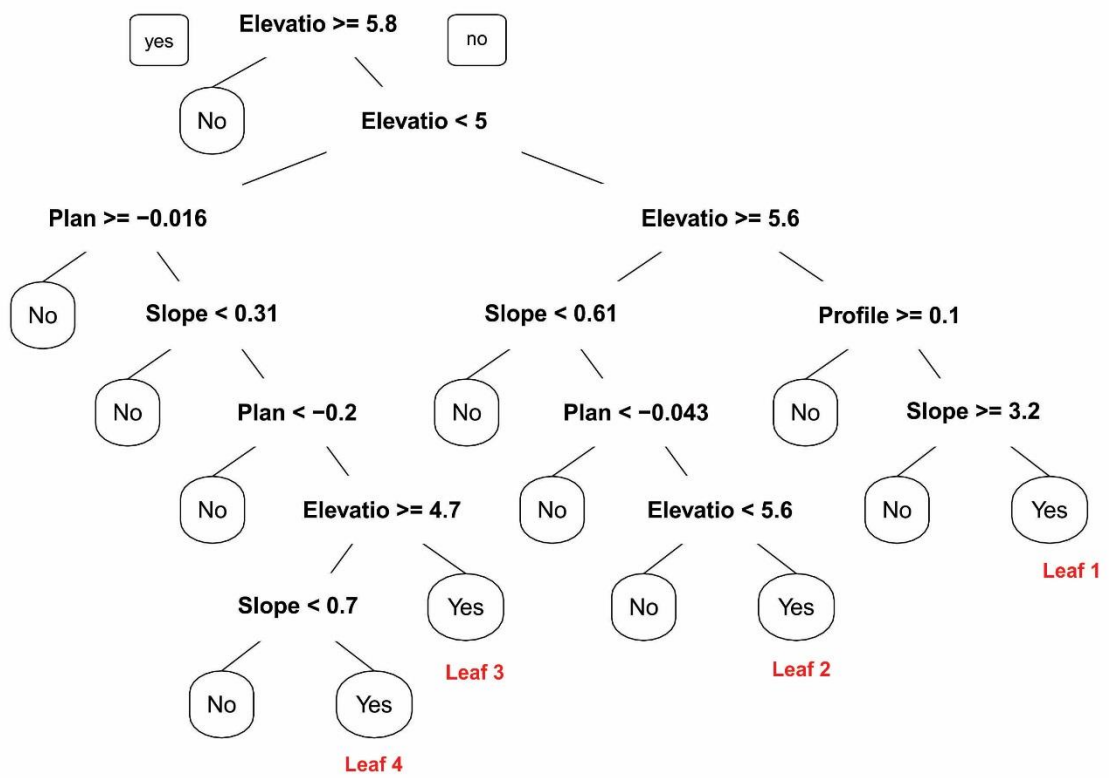 Elevatio >= 5.8
yes
no
No
Elevatio < 5
Plan >= −0.016
Elevatio >= 5.6
No
Slope < 0.31
Slope < 0.61
Profile >= 0.1
No
Plan < −0.2
No
Plan < −0.043
No
Slope >= 3.2
No
Elevatio >= 4.7
No
Elevatio < 5.6
No
Yes
Leaf 1
Slope < 0.7
Yes
No
Yes
Leaf 3
Leaf 2
No
Yes
Leaf 4